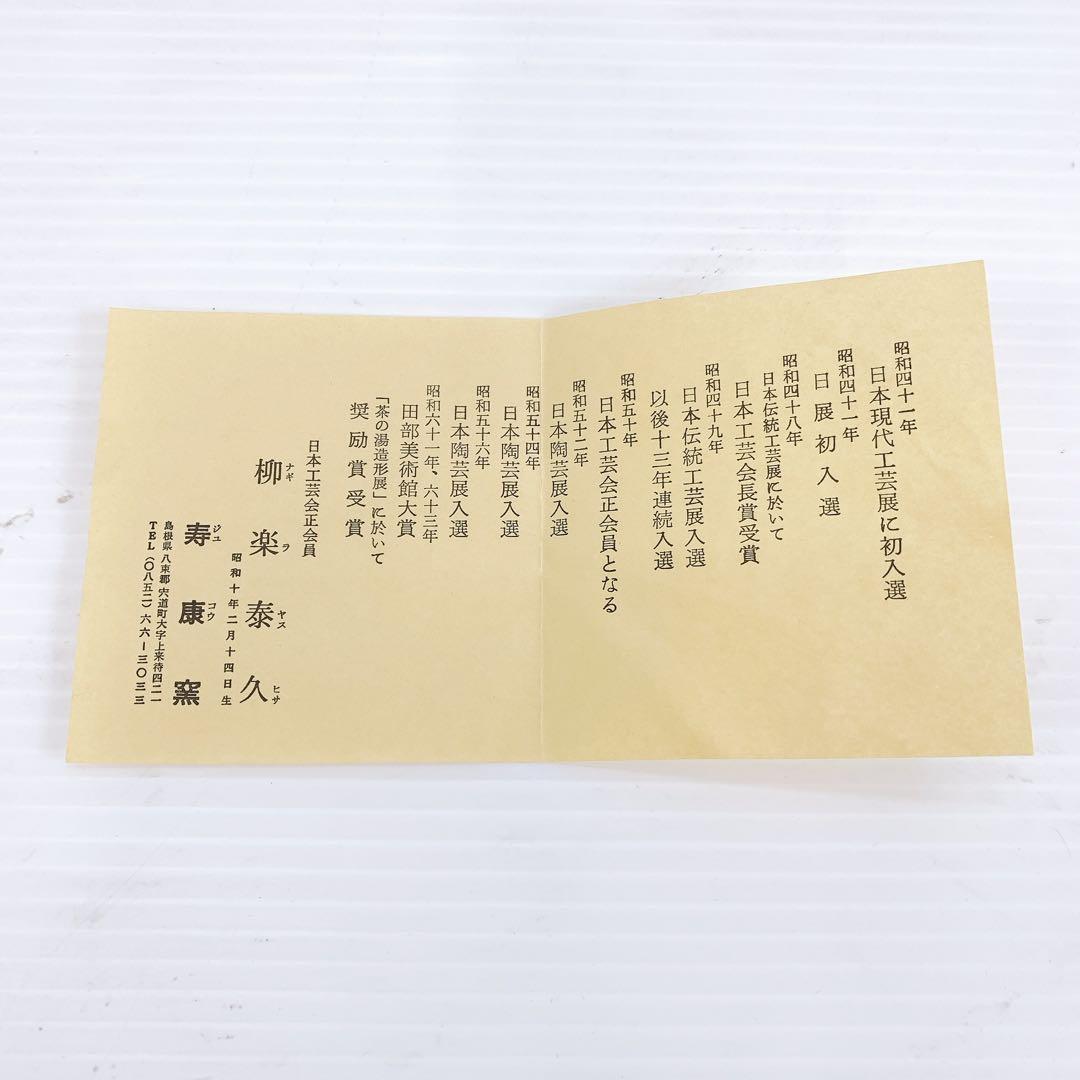 昭和四十一年
日本現代工芸展に初入選
昭和四十一年
日展初入選
昭和四十八年
日本伝統工芸展に於いて
日本工芸会長賞受賞
昭和四十九年
日本伝統工芸展入選
以後十三年連続入選
昭和五十年
日本工芸会正会員となる
昭和五十二年
日本陶芸展入選
昭和五十四年
日本陶芸展入選
昭和五十六年
日本陶芸展入選
昭和六十一年、六十三年
田部美術館大賞
「茶の湯造形展」に於いて
奨励賞受賞
日本工芸会正会員
柳楽泰久
ナギ ラ ヤス ヒサ
昭和十年二月十四日生
寿康窯
ジユ コウ
島根県八束郡宍道町大字上来待四二一
TEL(〇八五二)六六ー三〇三三